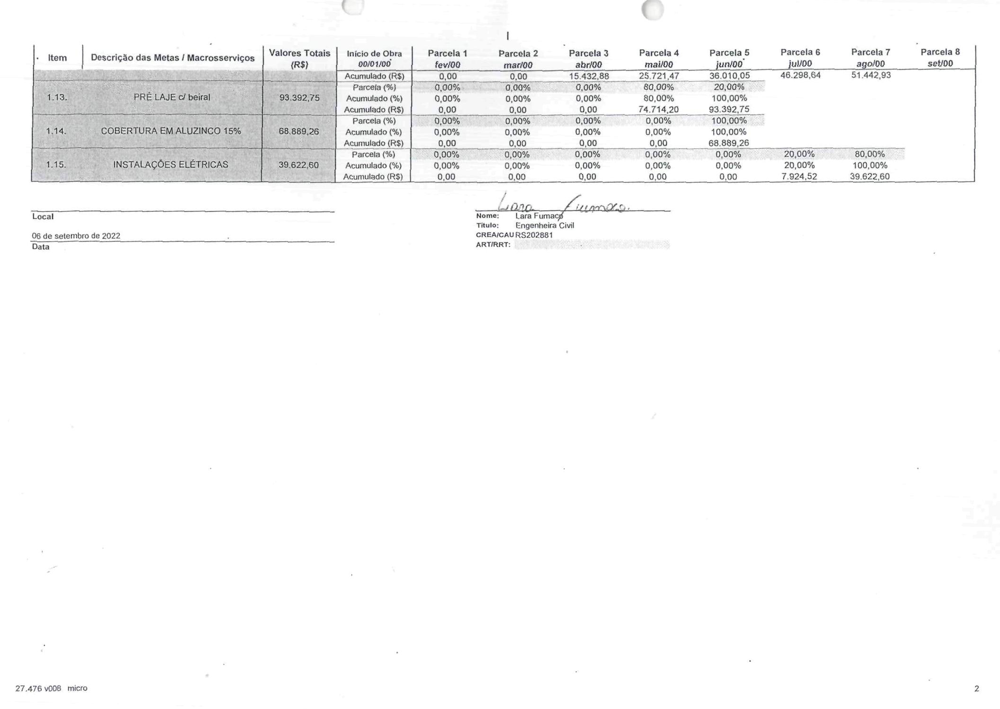 Item Descrição das Metas / Macrosserviços Valores Totais (R$) Início de Obra 00/01/00 Parcela 1 fev/00 Parcela 2 mar/00 Parcela 3 abr/00 Parcela 4 mai/00 Parcela 5 jun/00 Parcela 6 jul/00 Parcela 7 ago/00 Parcela 8 set/00
Acumulado (R$) 0,00 0,00 15.432,88 25.721,47 36.010,05 46.298,64 51.442,93
Parcela (%) 0,00% 0,00% 0,00% 80,00% 20,00%
1.13. PRÉ LAJE c/ beiral 93.392,75 Acumulado (%) 0,00% 0,00% 0,00% 80,00% 100,00%
Acumulado (R$) 0,00 0,00 0,00 74.714,20 93.392,75
Parcela (%) 0,00% 0,00% 0,00% 0,00% 100,00%
1.14. COBERTURA EM ALUZINCO 15% 68.889,26 Acumulado (%) 0,00% 0,00% 0,00% 0,00% 100,00%
Acumulado (R$) 0,00 0,00 0,00 0,00 68.889,26
Parcela (%) 0,00% 0,00% 0,00% 0,00% 0,00% 20,00% 80,00%
1.15. INSTALAÇÕES ELÉTRICAS 39.622,60 Acumulado (%) 0,00% 0,00% 0,00% 0,00% 0,00% 20,00% 100,00%
Acumulado (R$) 0,00 0,00 0,00 0,00 0,00 7.924,52 39.622,60
Lara Fumaco.
Local
Nome: Lara Fumaco
Título: Engenheira Civil
06 de setembro de 2022
CREA/CAU RS202881
Data
ART/RRT:
27.476 v008 micro
2